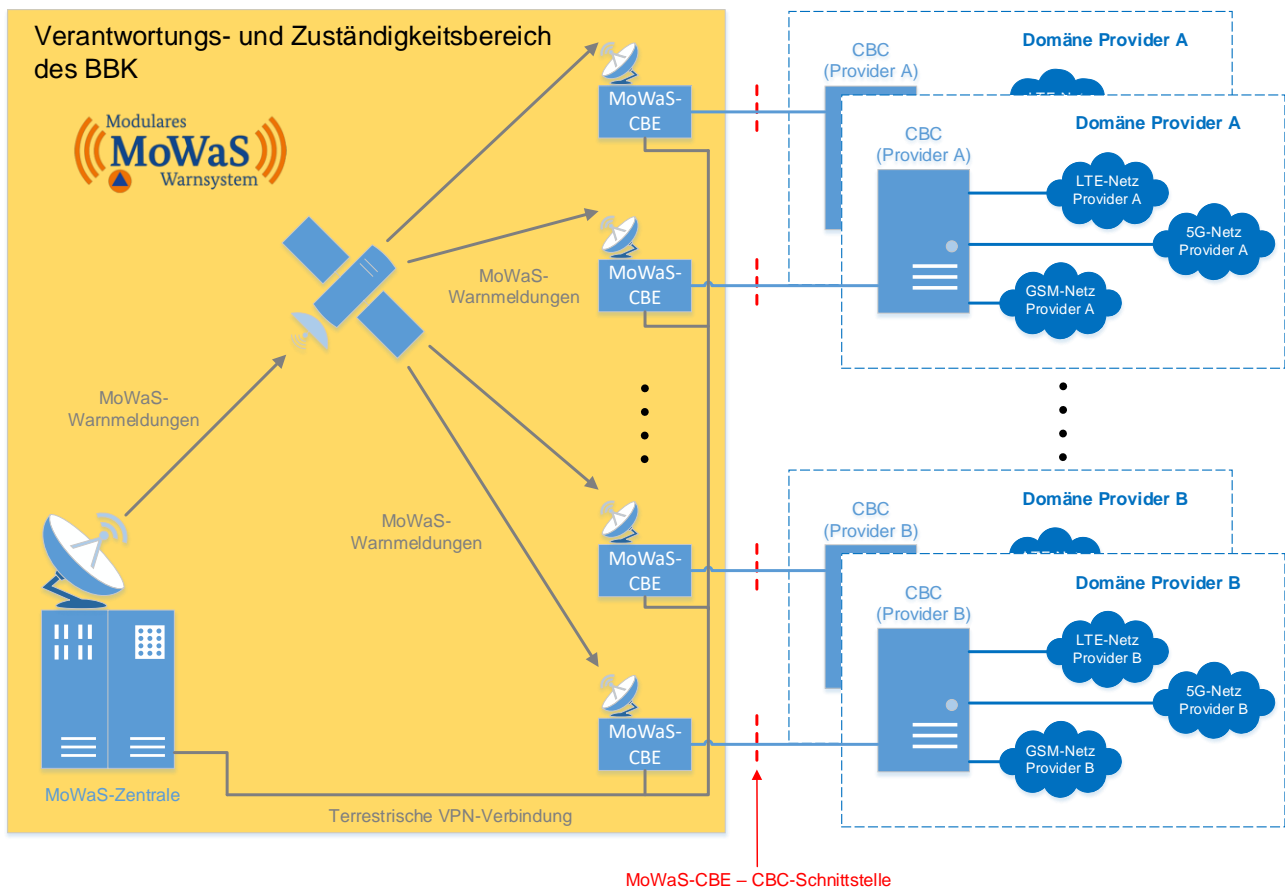 Verantwortungs- und Zuständigkeitsbereich
des BBK
Modulares
MoWaS
Warnsystem
MoWaS-
CBE
MoWaS-
CBE
MoWaS-
Warnmeldungen
MoWaS-
Warnmeldungen
MoWaS-
Warnmeldungen
MoWaS-
CBE
MoWaS-
CBE
MoWaS-Zentrale
Terrestrische VPN-Verbindung
CBC
(Provider A)
Domäne Provider A
CBC
(Provider A)
Domäne Provider A
LTE-Netz
Provider A
5G-Netz
Provider A
GSM-Netz
Provider A
CBC
(Provider B)
Domäne Provider B
CBC
(Provider B)
Domäne Provider B
LTE-Netz
Provider B
5G-Netz
Provider B
GSM-Netz
Provider B
MoWaS-CBE – CBC-Schnittstelle